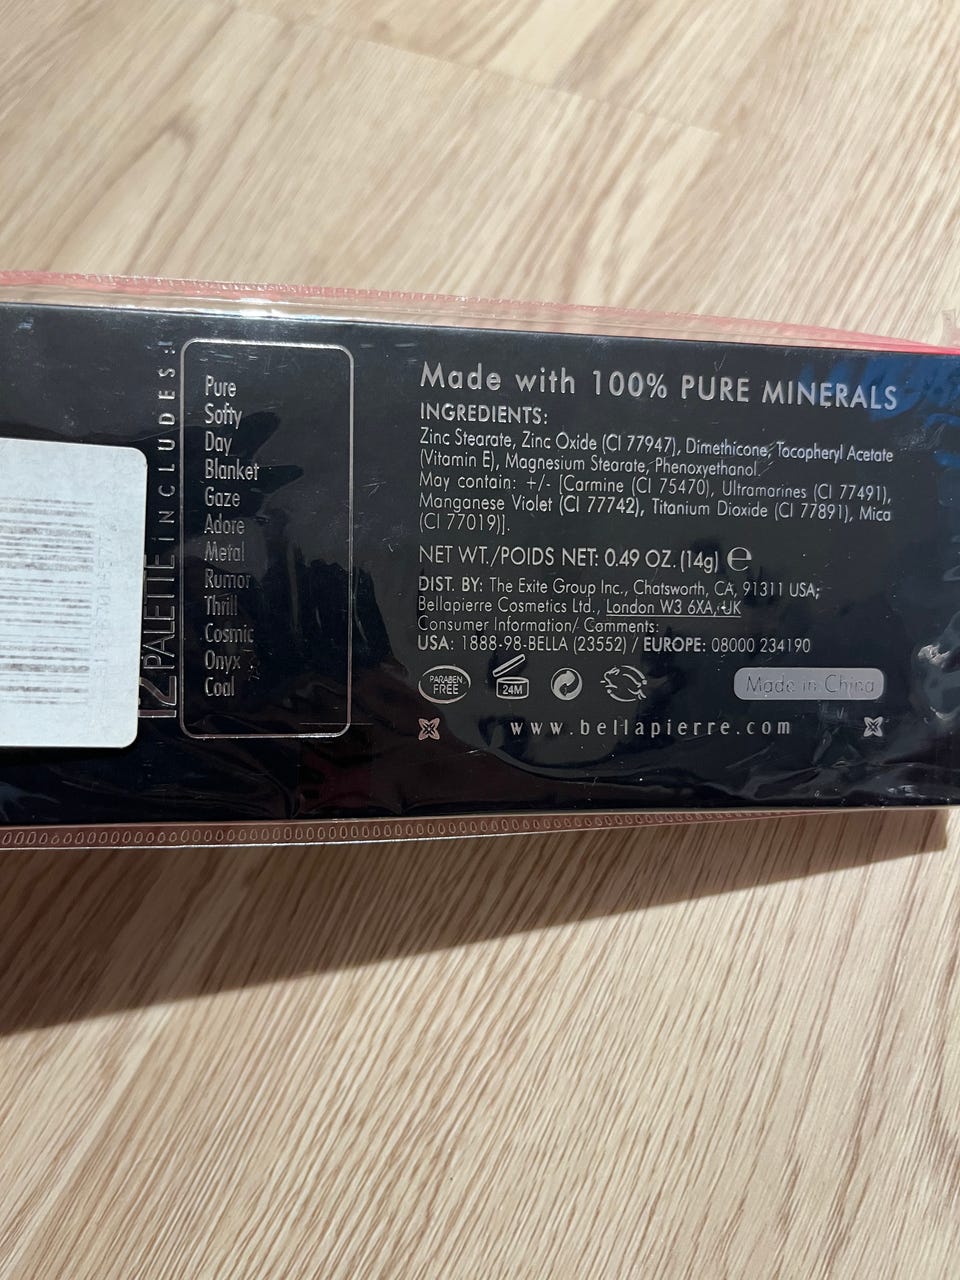 12 PALETTE iNCLUDES:
Pure
Softy
Day
Blanket
Gaze
Adore
Metal
Rumor
Thrill
Cosmic
Onyx
Coal
Made with 100% PURE MINERALS
INGREDIENTS:
Zinc Stearate, Zinc Oxide (CI 77947), Dimethicone, Tocopheryl Acetate
(Vitamin E), Magnesium Stearate, Phenoxyethanol.
May contain: +/- [Carmine (CI 75470), Ultramarines (CI 77491),
Manganese Violet (CI 77742), Titanium Dioxide (CI 77891), Mica
(CI 77019)].
NET WT./POIDS NET: 0.49 OZ. (14g) e
DIST. BY: The Exite Group Inc., Chatsworth, CA, 91311 USA;
Bellapierre Cosmetics Ltd., London W3 6XA, UK
Consumer Information/ Comments:
USA: 1888-98-BELLA (23552) / EUROPE: 08000 234190
PARABEN FREE
24M
Made in China
www.bellapierre.com